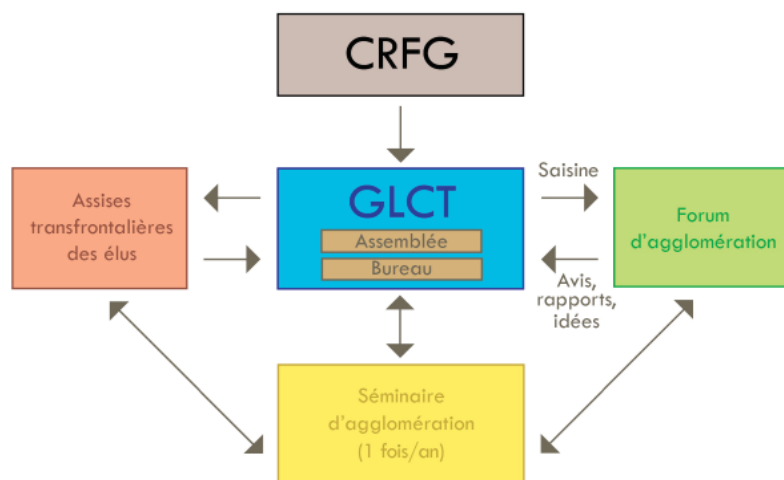 CRFG
Assises
transfrontalières
des élus
GLCT
Assemblée
Bureau
Saisine
Avis,
rapports,
idées
Forum
d'agglomération
Séminaire
d'agglomération
(1 fois/an)